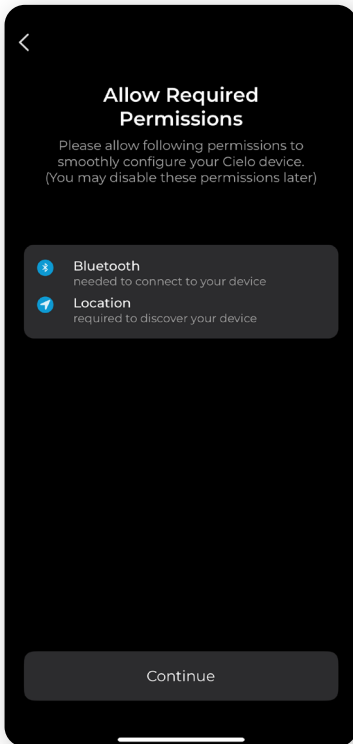 Allow Required
Permissions
Please allow following permissions to
smoothly configure your Cielo device.
(You may disable these permissions later)
Bluetooth
needed to connect to your device
Location
required to discover your device
Continue